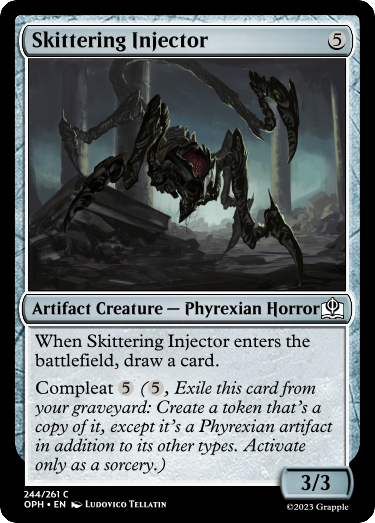 Skittering Injector 5
Artifact Creature — Phyrexian Horror
When Skittering Injector enters the
battlefield, draw a card.
Compleat 5 (5, Exile this card from
your graveyard: Create a token that's a
copy of it, except it's a Phyrexian artifact
in addition to its other types. Activate
only as a sorcery.)
3/3
244/261 C
OPH • EN Ludovico Tellatin
©2023 Grapple